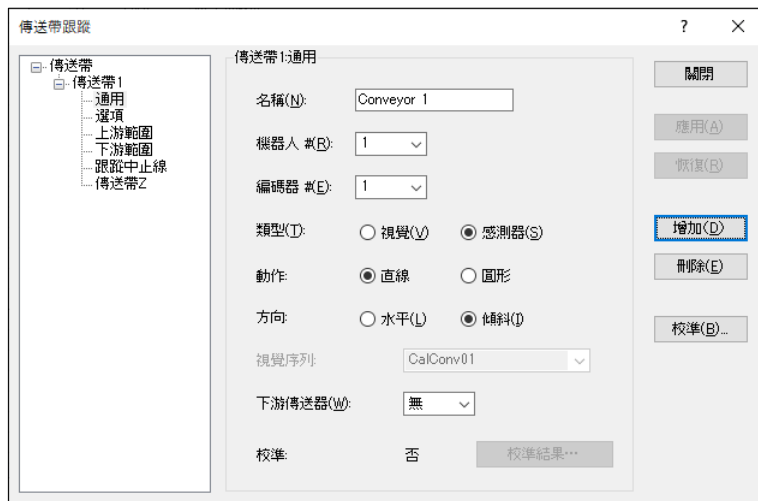 傳送帶跟蹤
? ×
傳送帶
傳送帶1
通用
選項
上游範圍
下游範圍
跟蹤中止線
傳送帶Z
傳送帶1:通用
名稱(N): Conveyor 1
機器人 #(R): 1
編碼器 #(E): 1
類型(T): 視覺(V) 感測器(S)
動作: 直線 圓形
方向: 水平(L) 傾斜(I)
視覺序列: CalConv01
下游傳送器(W): 無
校準: 否 校準結果…
關閉
應用(A)
恢復(R)
增加(D)
刪除(E)
校準(B)...